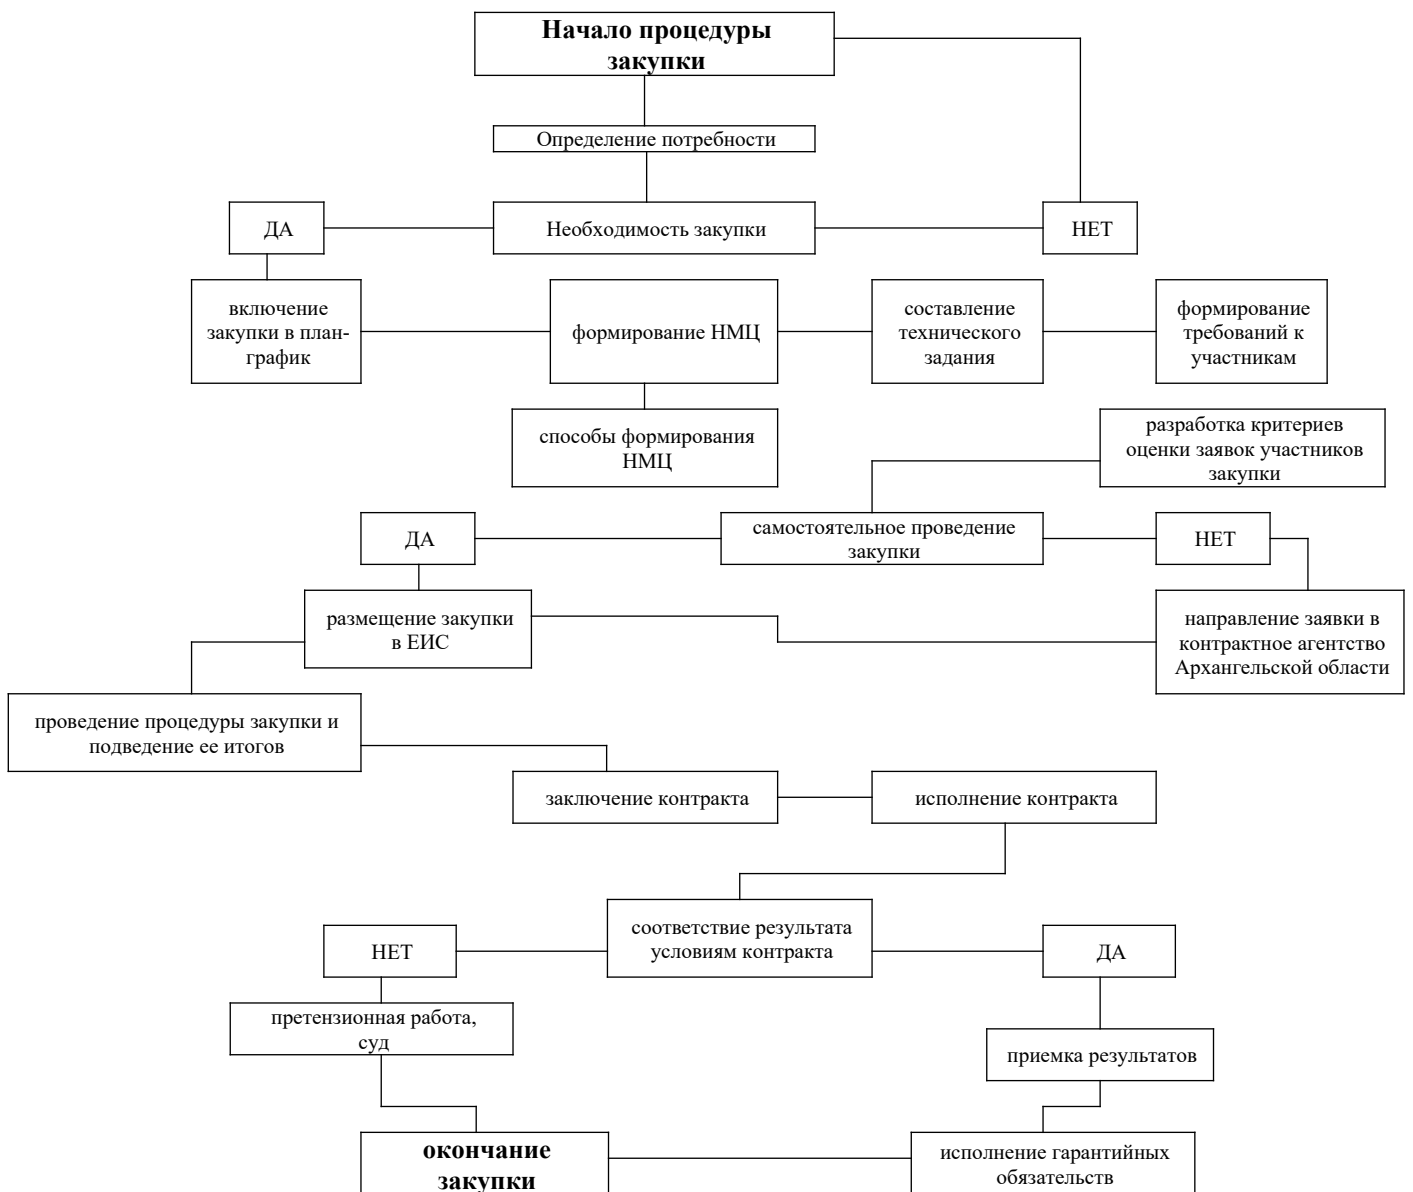 Начало процедуры
закупки
Определение потребности
ДА
Необходимость закупки
НЕТ
включение
закупки в план-
график
формирование НМЦ
составление
технического
задания
формирование
требований к
участникам
способы формирования
НМЦ
разработка критериев
оценки заявок участников
закупки
ДА
самостоятельное проведение
закупки
НЕТ
размещение закупки
в ЕИС
направление заявки в
контрактное агентство
Архангельской области
проведение процедуры закупки и
подведение ее итогов
заключение контракта
исполнение контракта
соответствие результата
условиям контракта
НЕТ
ДА
претензионная работа,
суд
приемка результатов
окончание
закупки
исполнение гарантийных
обязательств